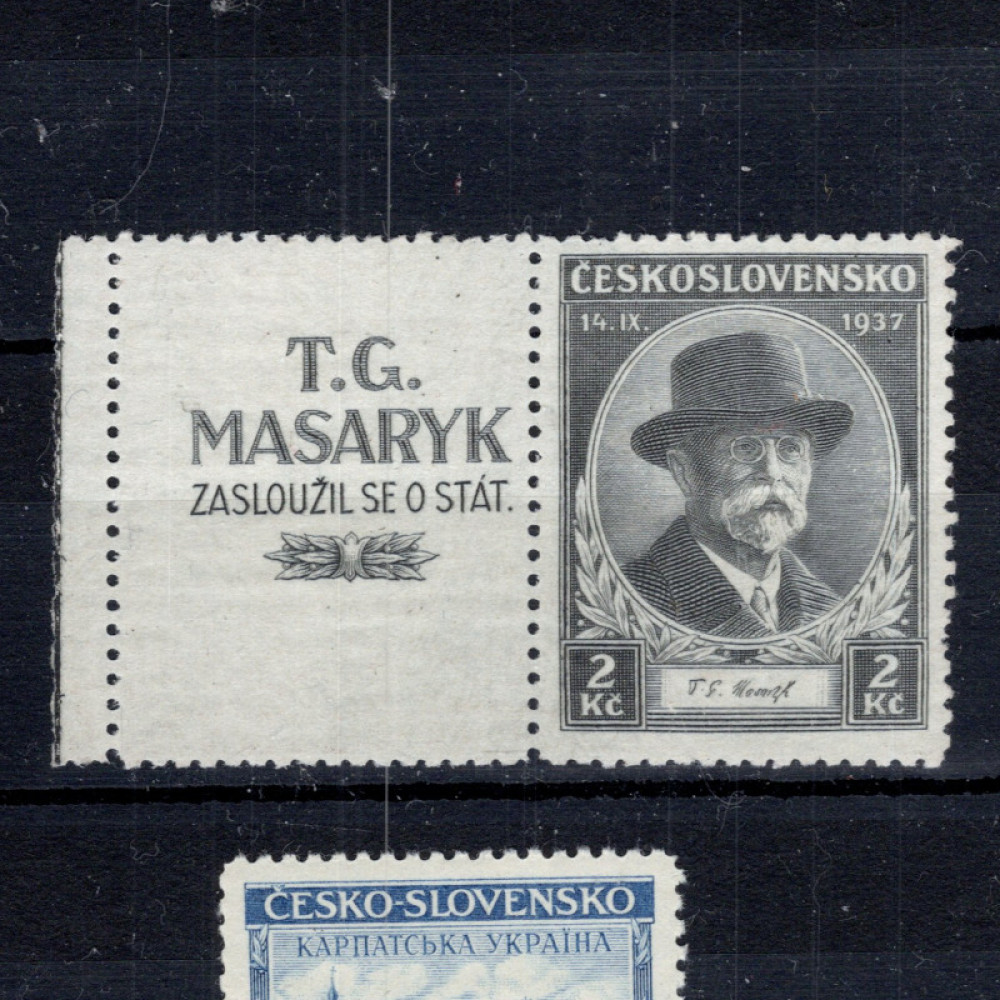 T.G.
MASARYK
ZASLOUŽIL SE O STÁT.
ČESKOSLOVENSKO
14.IX. 1937
2 Kč 2 Kč
T. G. Masaryk
ČESKO-SLOVENSKO
КАРПАТСЬКА УКРАЇНА